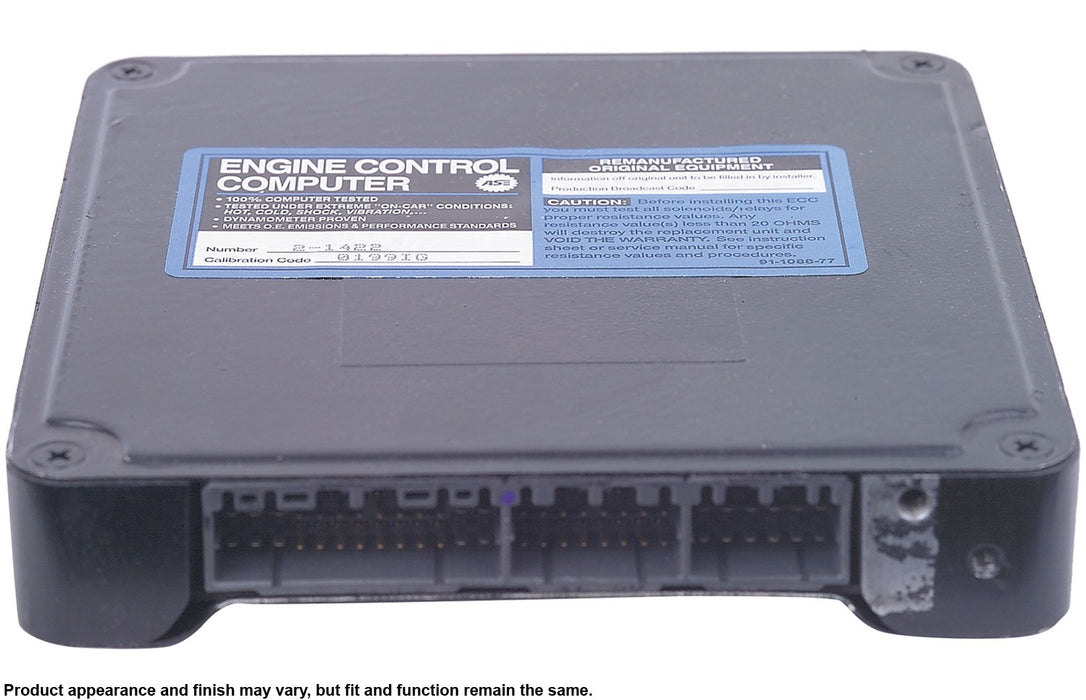 ENGINE CONTROL
COMPUTER ASE
• 100% COMPUTER TESTED
• TESTED UNDER EXTREME "ON-CAR" CONDITIONS:
HOT, COLD, SHOCK, VIBRATION,....
• DYNAMOMETER PROVEN
• MEETS O.E. EMISSIONS & PERFORMANCE STANDARDS
Number 2-1422
Calibration Code 0199IG
REMANUFACTURED
ORIGINAL EQUIPMENT
Information off original unit to be filled in by installer.
Production Broadcast Code
CAUTION: Before installing this ECC
you must test all solenoids/relays for
proper resistance values. Any
resistance value(s) less than 20 OHMS
will destroy the replacement unit and
VOID THE WARRANTY. See instruction
sheet or service manual for specific
resistance values and procedures.
91-1088-77
Product appearance and finish may vary, but fit and function remain the same.